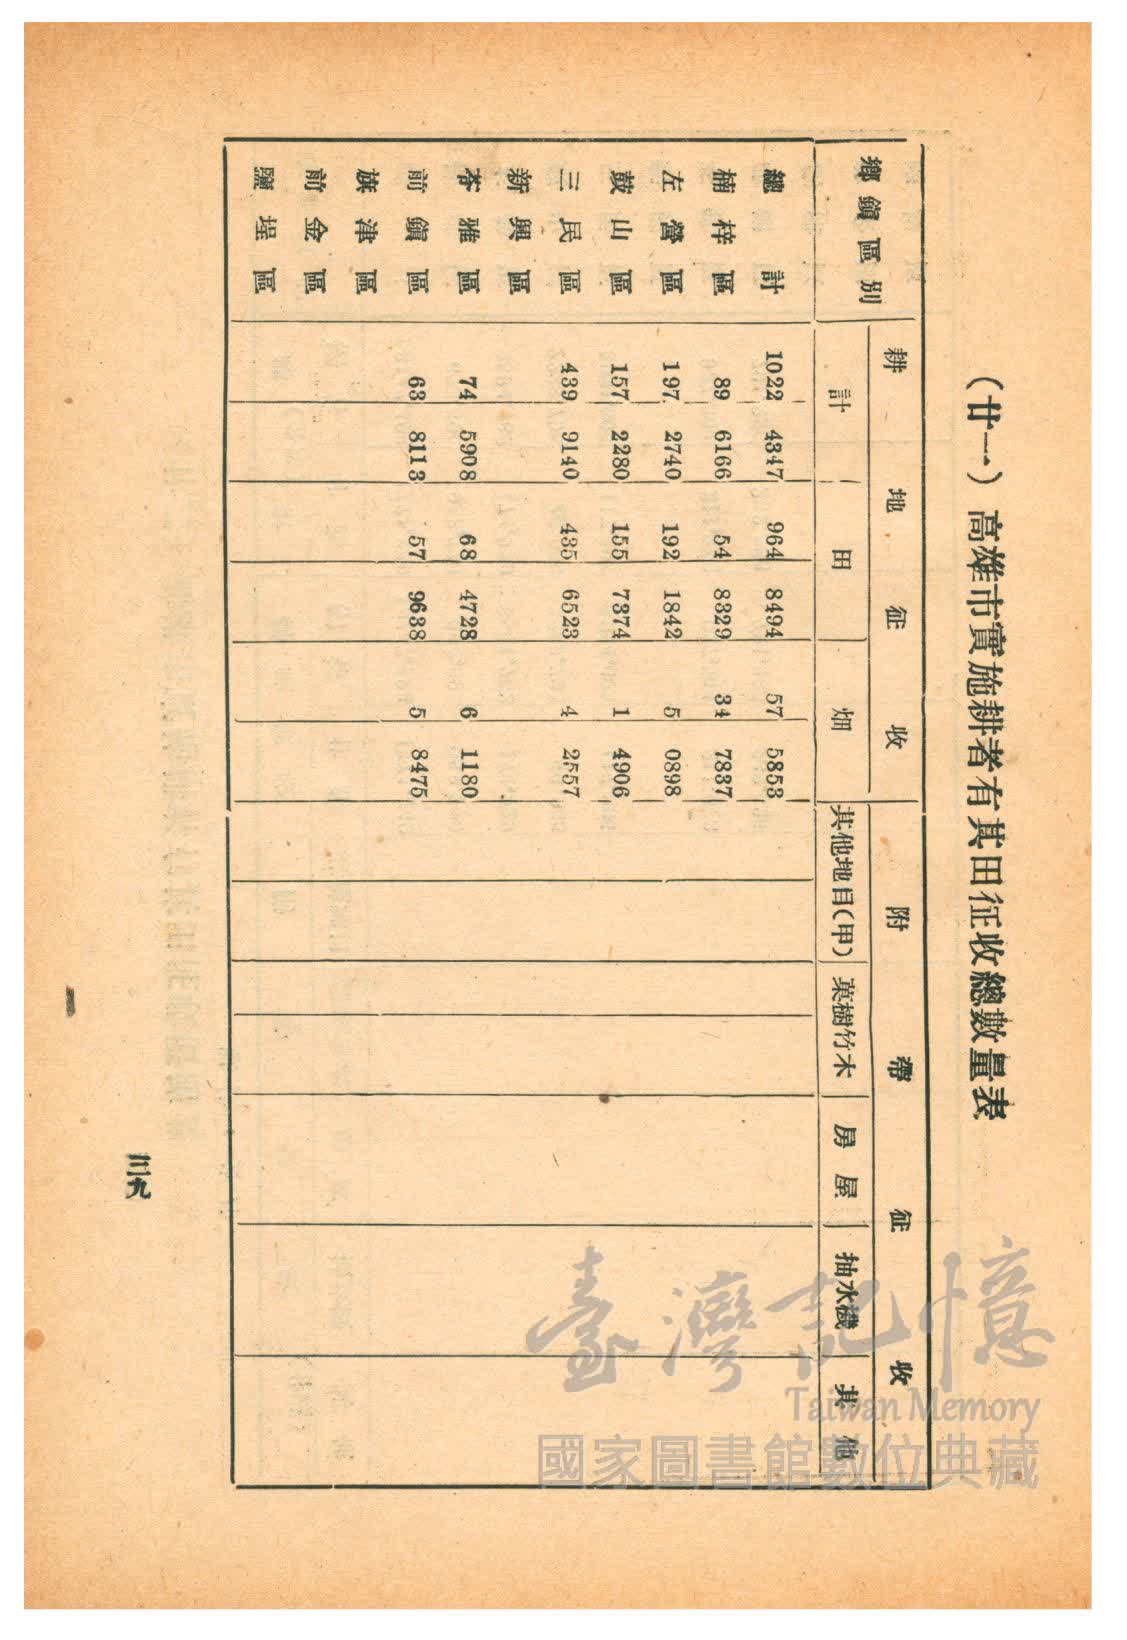 (廿一) 高雄市實施耕者有其田征收總數量表
鄉鎭區別 耕地征收 附帶征收
計 田 畑 其他地目(甲) 菓樹竹木 房屋 抽水機 其他
總計 1022 4347 964 8494 57 5853
楠梓區 89 6166 54 8329 34 7837
左營區 197 2740 192 1842 5 0898
鼓山區 157 2280 155 7374 1 4906
三民區 439 9140 435 6523 4 2557
新興區
苓雅區 74 5908 68 4728 6 1180
前鎭區 63 8113 57 9638 5 8475
旗津區
前金區
鹽埕區
三九
臺灣記憶
Taiwan Memory
國家圖書館數位典藏